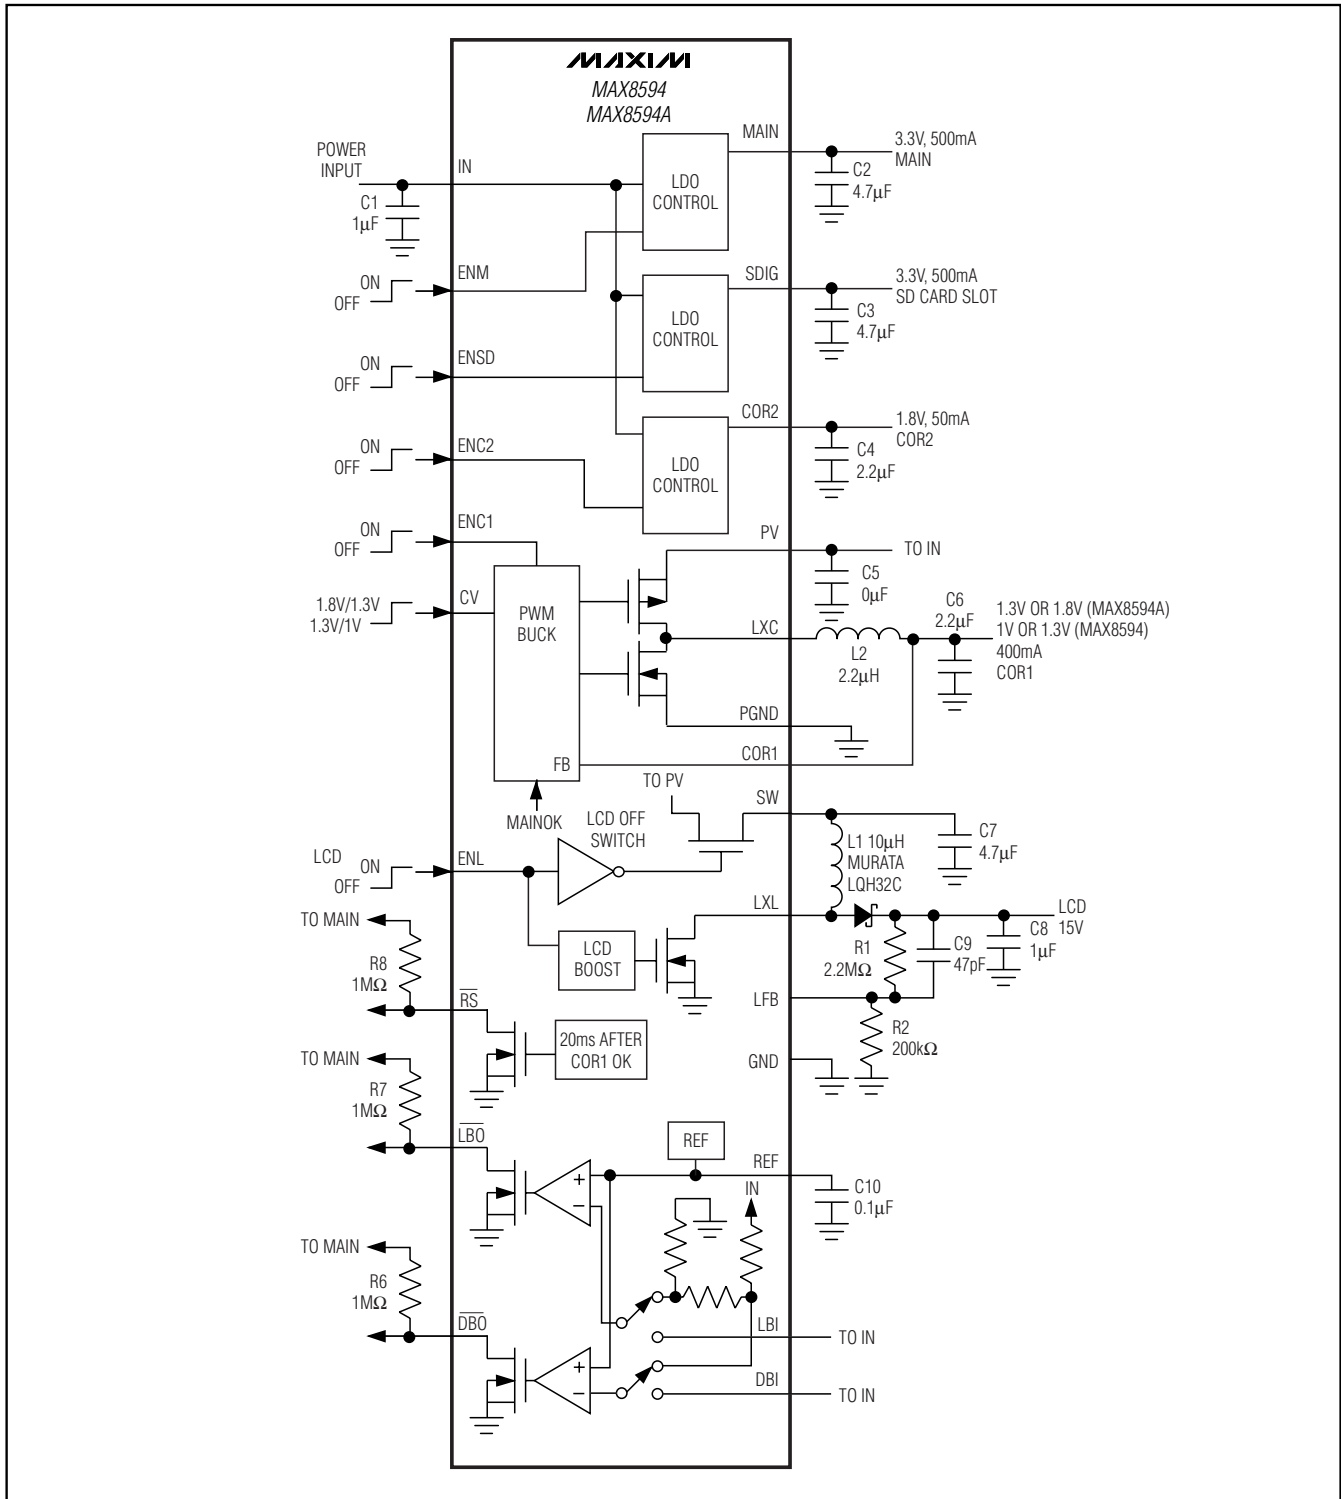 MAXIM
MAX8594
MAX8594A
POWER
INPUT
IN
C1
1µF
LDO
CONTROL
MAIN
3.3V, 500mA
MAIN
C2
4.7µF
ON
OFF
ENM
LDO
CONTROL
SDIG
3.3V, 500mA
SD CARD SLOT
C3
4.7µF
ON
OFF
ENSD
COR2
1.8V, 50mA
COR2
C4
2.2µF
ON
OFF
ENC2
LDO
CONTROL
ON
OFF
ENC1
PV
TO IN
C5
0µF
1.8V/1.3V
1.3V/1V
CV
PWM
BUCK
LXC
L2
2.2µH
C6
2.2µF
1.3V OR 1.8V (MAX8594A)
1V OR 1.3V (MAX8594)
400mA
COR1
PGND
FB
COR1
MAINOK
TO PV
SW
LCD OFF
SWITCH
L1 10µH
MURATA
LQH32C
C7
4.7µF
LCD
ON
OFF
ENL
LXL
LCD
BOOST
LCD
15V
R1
2.2MΩ
C9
47pF
C8
1µF
TO MAIN
R8
1MΩ
RS
LFB
R2
200kΩ
20ms AFTER
COR1 OK
GND
TO MAIN
R7
1MΩ
LBO
REF
REF
C10
0.1µF
+
−
IN
TO MAIN
R6
1MΩ
DBO
LBI
TO IN
+
−
DBI
TO IN